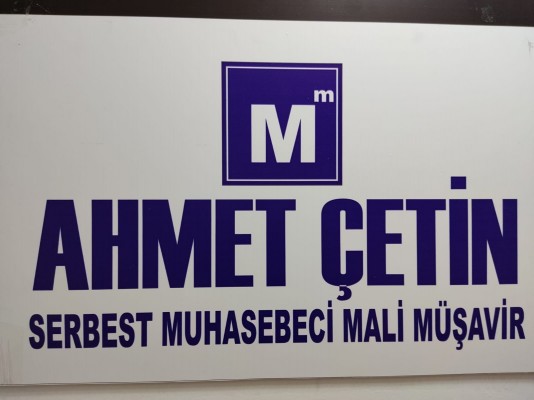 Mm
AHMET ÇETİN
SERBEST MUHASEBECİ MALİ MÜŞAVİR